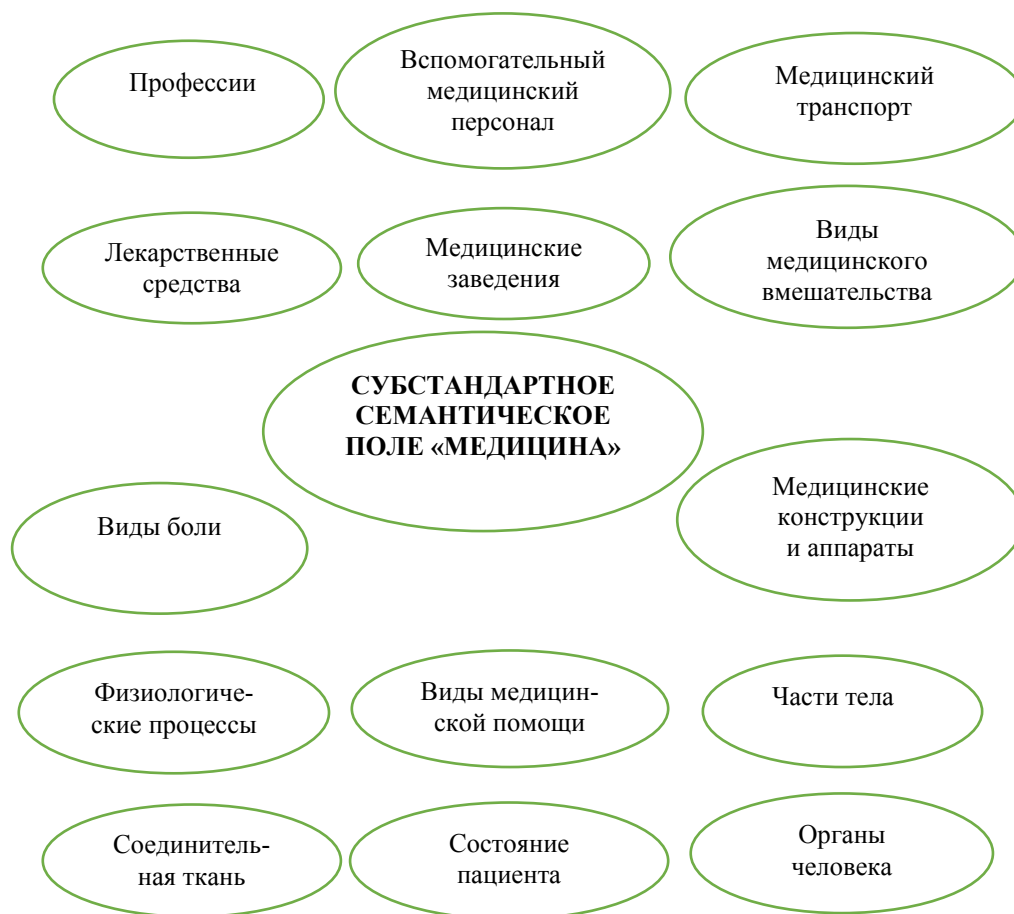 Профессии
Вспомогательный
медицинский
персонал
Медицинский
транспорт
Лекарственные
средства
Медицинские
заведения
Виды
медицинского
вмешательства
СУБСТАНДАРТНОЕ
СЕМАНТИЧЕСКОЕ
ПОЛЕ «МЕДИЦИНА»
Виды боли
Медицинские
конструкции
и аппараты
Физиологиче-
ские процессы
Виды медицин-
ской помощи
Части тела
Соединитель-
ная ткань
Состояние
пациента
Органы
человека